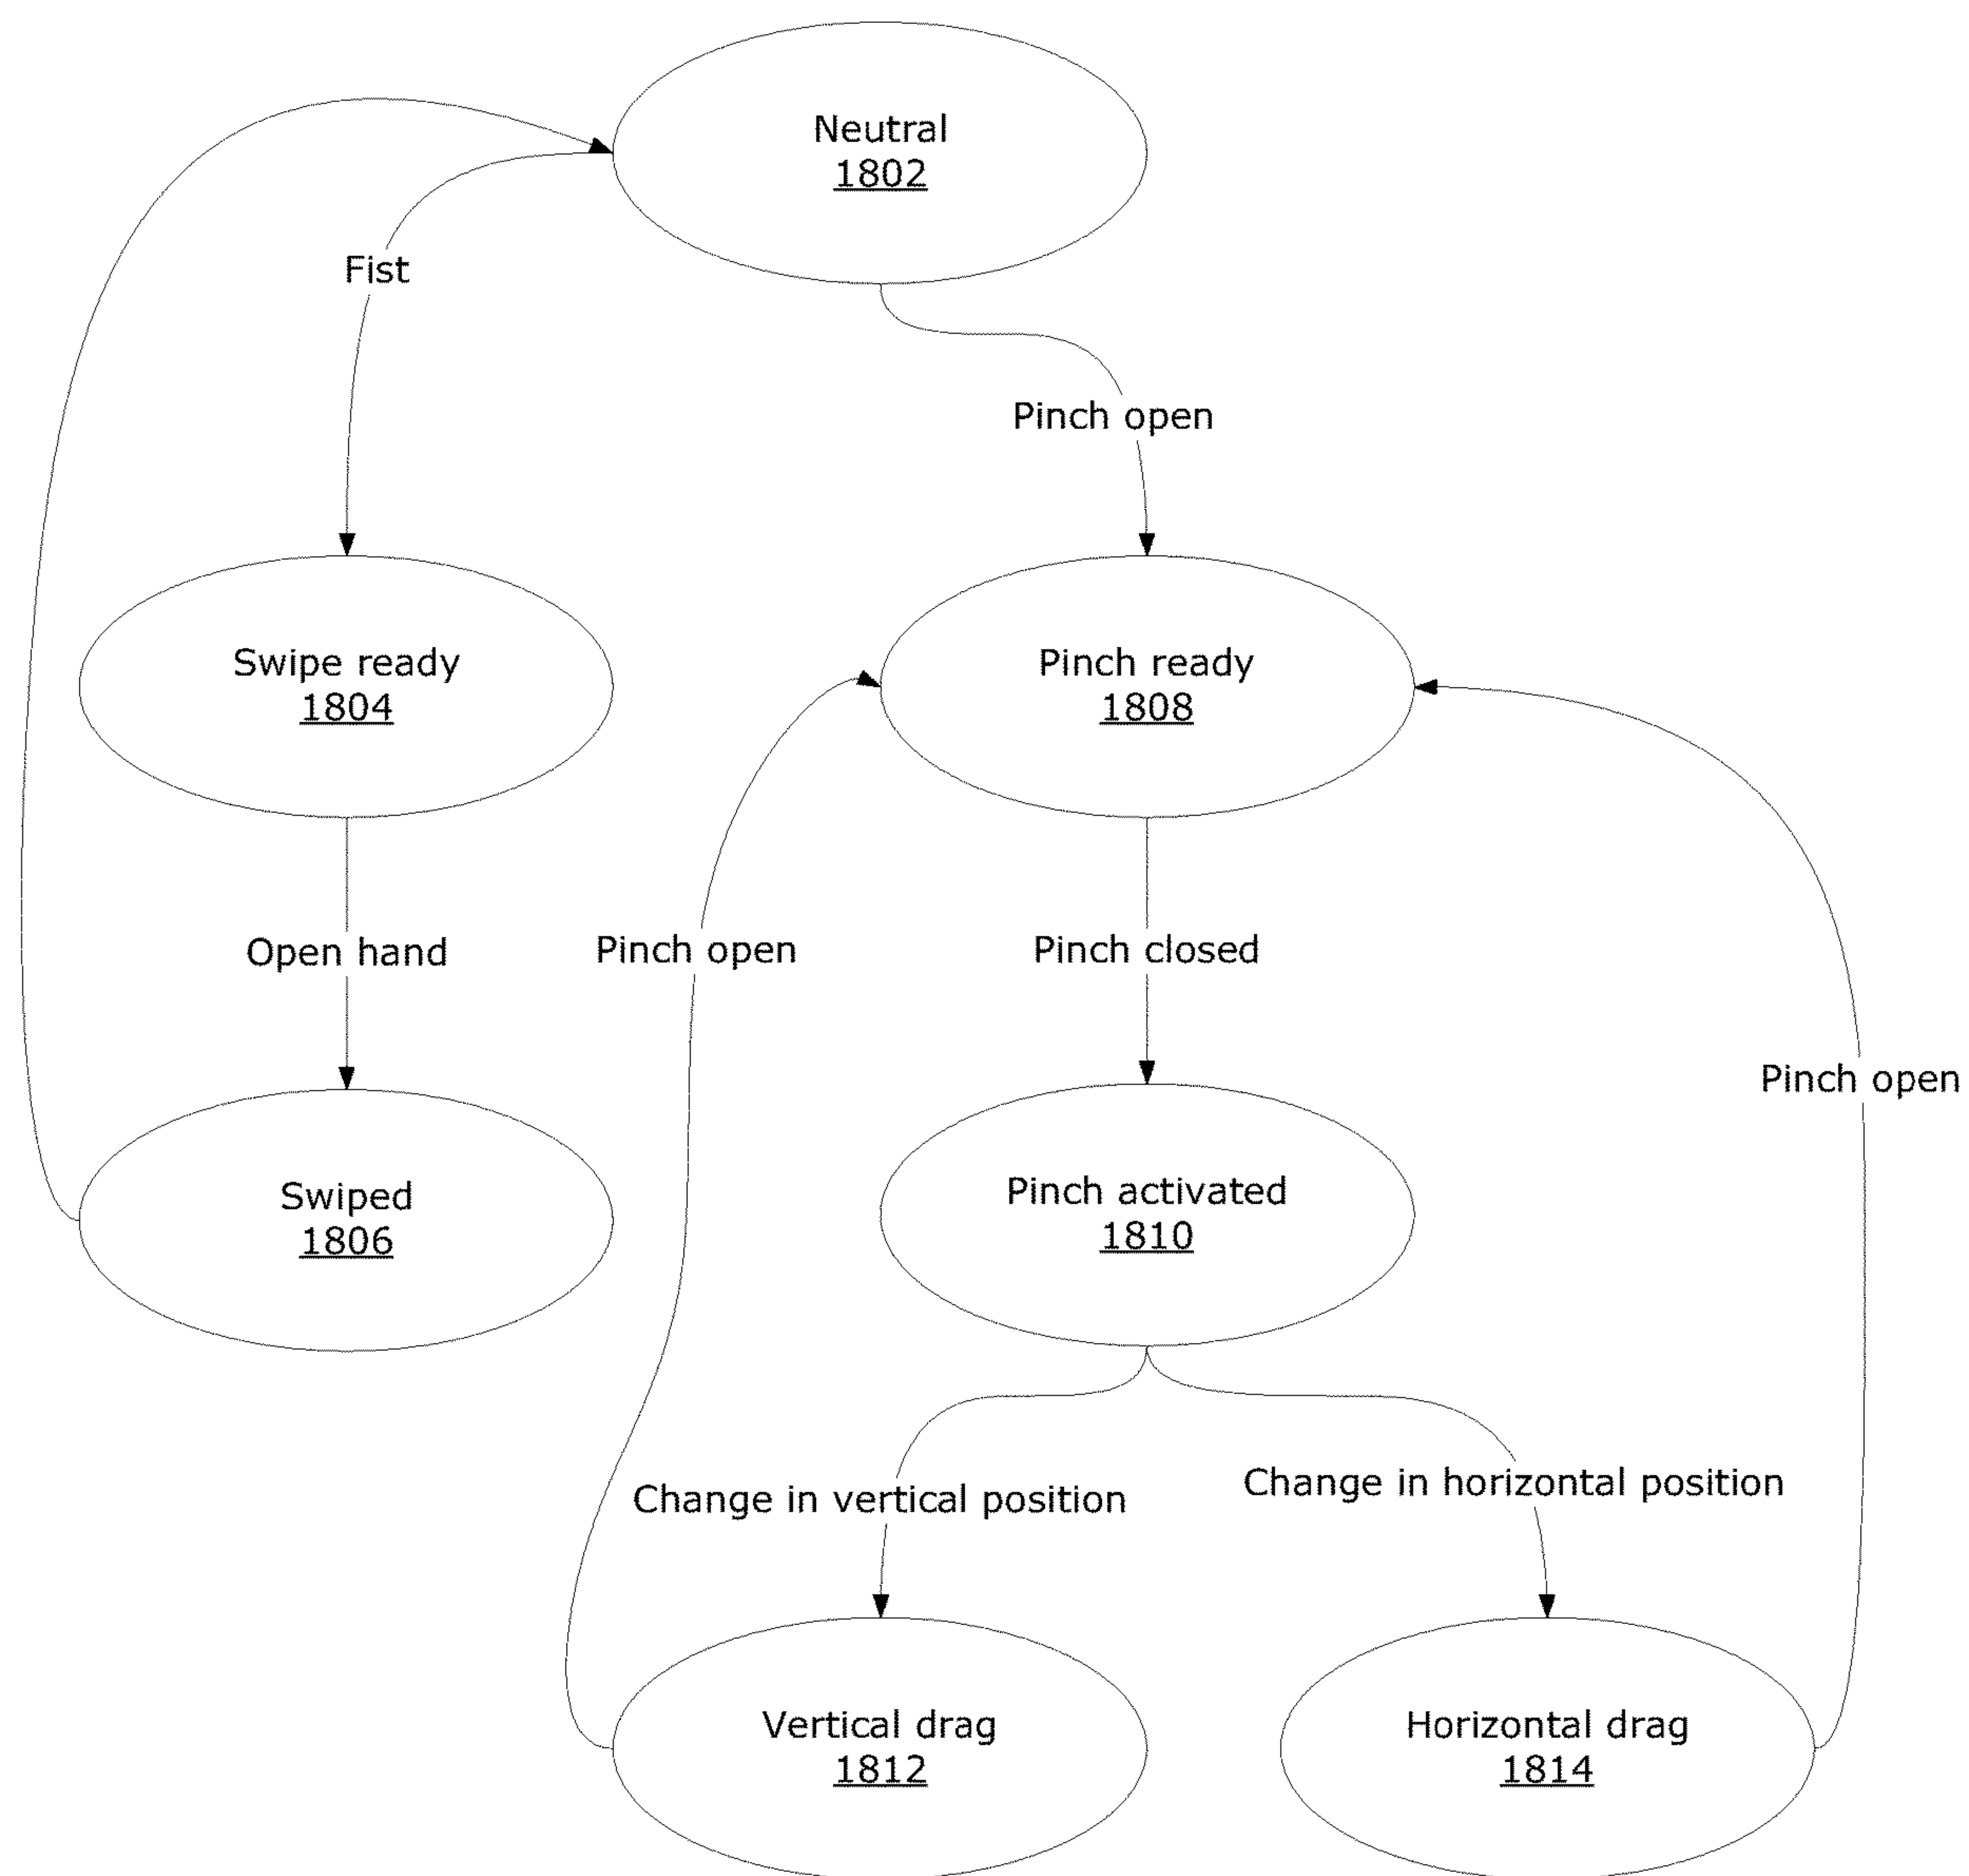 Neutral
1802
Fist
Pinch open
Swipe ready
1804
Pinch ready
1808
Open hand
Pinch open
Pinch closed
Pinch open
Swiped
1806
Pinch activated
1810
Change in vertical position
Change in horizontal position
Vertical drag
1812
Horizontal drag
1814